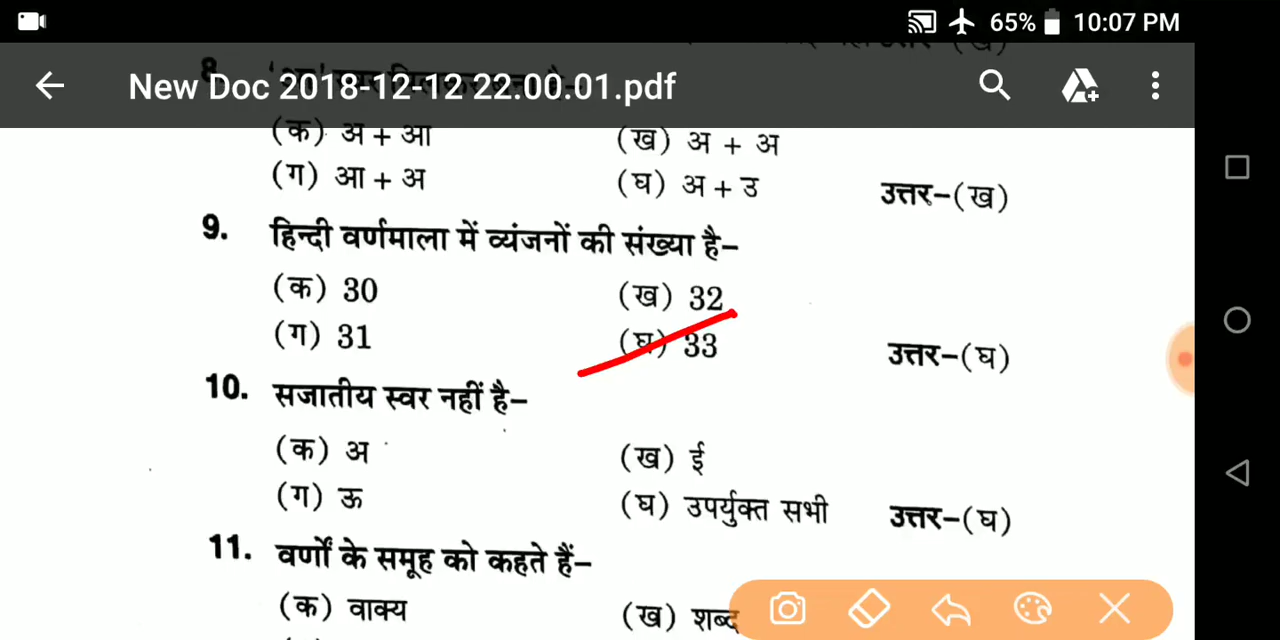 65% 10:07 PM
New Doc 2018-12-12 22.00.01.pdf
8.
(क) अ + आ (ख) अ + अ
(ग) आ + अ (घ) अ + उ उत्तर–(ख)
9. हिन्दी वर्णमाला में व्यंजनों की संख्या है–
(क) 30 (ख) 32
(ग) 31 (घ) 33 उत्तर–(घ)
10. सजातीय स्वर नहीं है–
(क) अ (ख) ई
(ग) ऊ (घ) उपर्युक्त सभी उत्तर–(घ)
11. वर्णों के समूह को कहते हैं–
(क) वाक्य (ख) शब्द